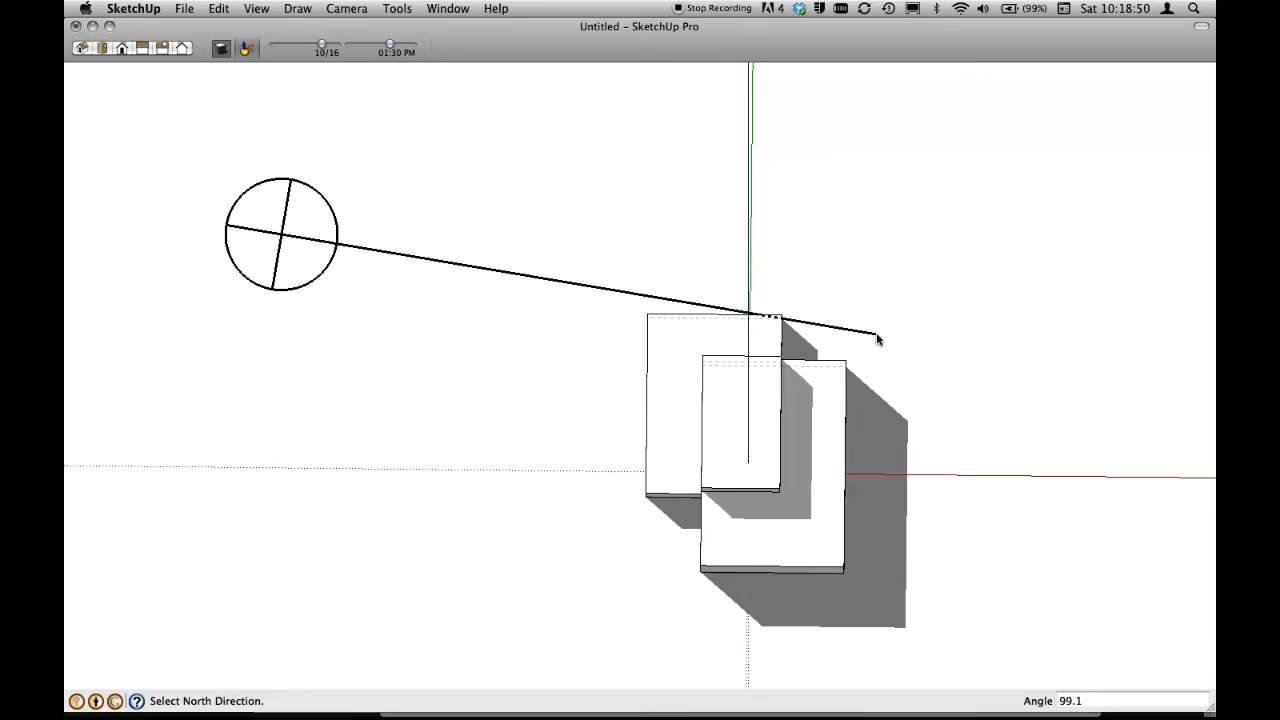 SketchUp File Edit View Draw Camera Tools Window Help Stop Recording 4 (99%) Sat 10:18:50
Untitled - SketchUp Pro
10/16 01:30 PM
Select North Direction. Angle 99.1